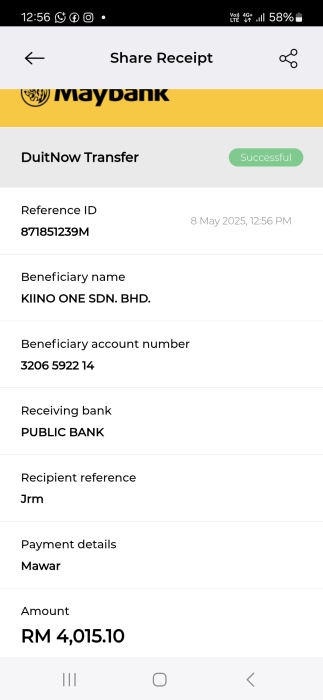 12:56
Vo) 4G+
LTE
58%
Share Receipt
Maybank
DuitNow Transfer
Successful
Reference ID
8 May 2025, 12:56 PM
871851239M
Beneficiary name
KIINO ONE SDN. BHD.
Beneficiary account number
3206 5922 14
Receiving bank
PUBLIC BANK
Recipient reference
Jrm
Payment details
Mawar
Amount
RM 4,015.10